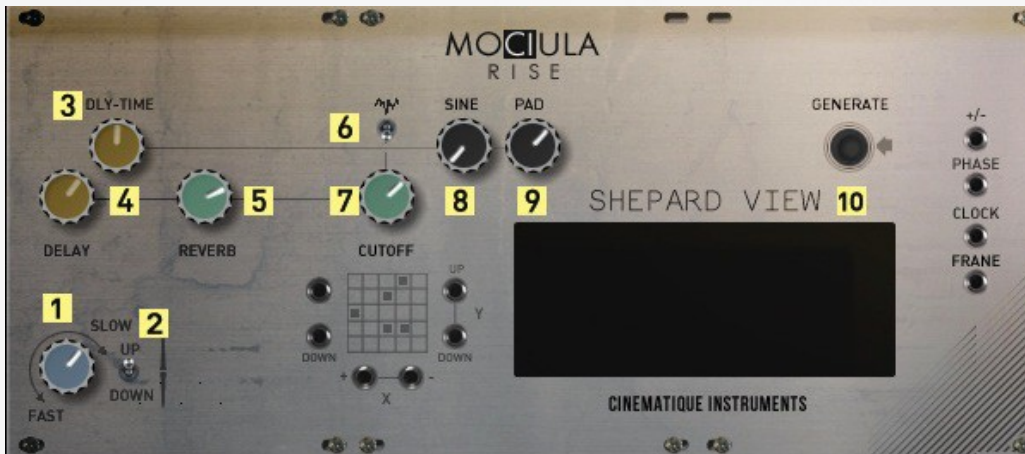 MOCIULA
RISE
3 DLY-TIME
6
SINE
PAD
GENERATE
+/-
PHASE
4
5
7
8
9
SHEPARD VIEW 10
CLOCK
DELAY
REVERB
CUTOFF
FRANE
UP
1
SLOW 2
UP
Y
DOWN
DOWN
+ -
X
DOWN
FAST
CINEMATIQUE INSTRUMENTS